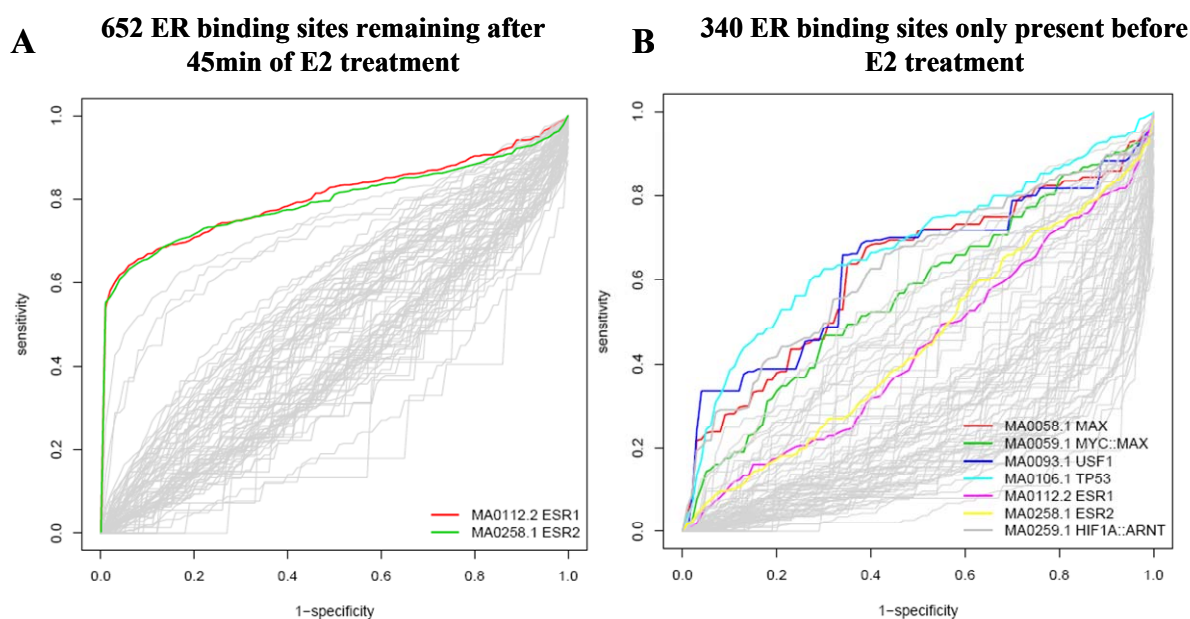 A
652 ER binding sites remaining after
45min of E2 treatment
sensitivity
1.0
0.8
0.6
0.4
0.2
0.0
MA0112.2 ESR1
MA0258.1 ESR2
0.0 0.2 0.4 0.6 0.8 1.0
1-specificity
B
340 ER binding sites only present before
E2 treatment
sensitivity
1.0
0.8
0.6
0.4
0.2
0.0
MA0058.1 MAX
MA0059.1 MYC::MAX
MA0093.1 USF1
MA0106.1 TP53
MA0112.2 ESR1
MA0258.1 ESR2
MA0259.1 HIF1A::ARNT
0.0 0.2 0.4 0.6 0.8 1.0
1-specificity